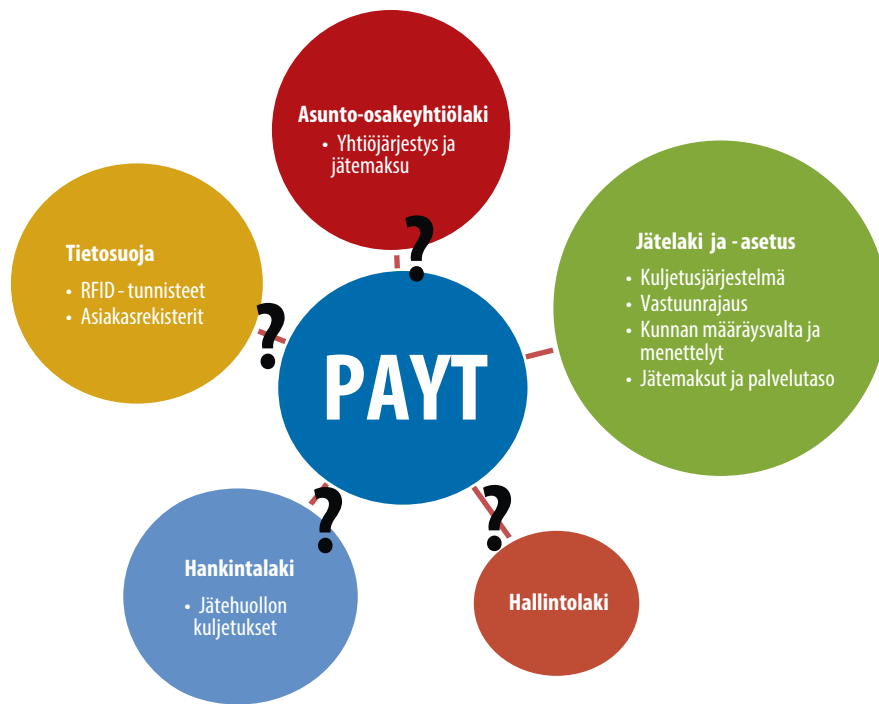 Asunto-osakeyhtiölaki
• Yhtiöjärjestys ja
jätemaksu
?
Tietosuoja
• RFID - tunnisteet
• Asiakasrekisterit
?
Jätelaki ja - asetus
• Kuljetusjärjestelmä
• Vastuunrajaus
• Kunnan määräysvalta ja
menettelyt
• Jätemaksut ja palvelutaso
PAYT
?
?
Hankintalaki
• Jätehuollon
kuljetukset
Hallintolaki